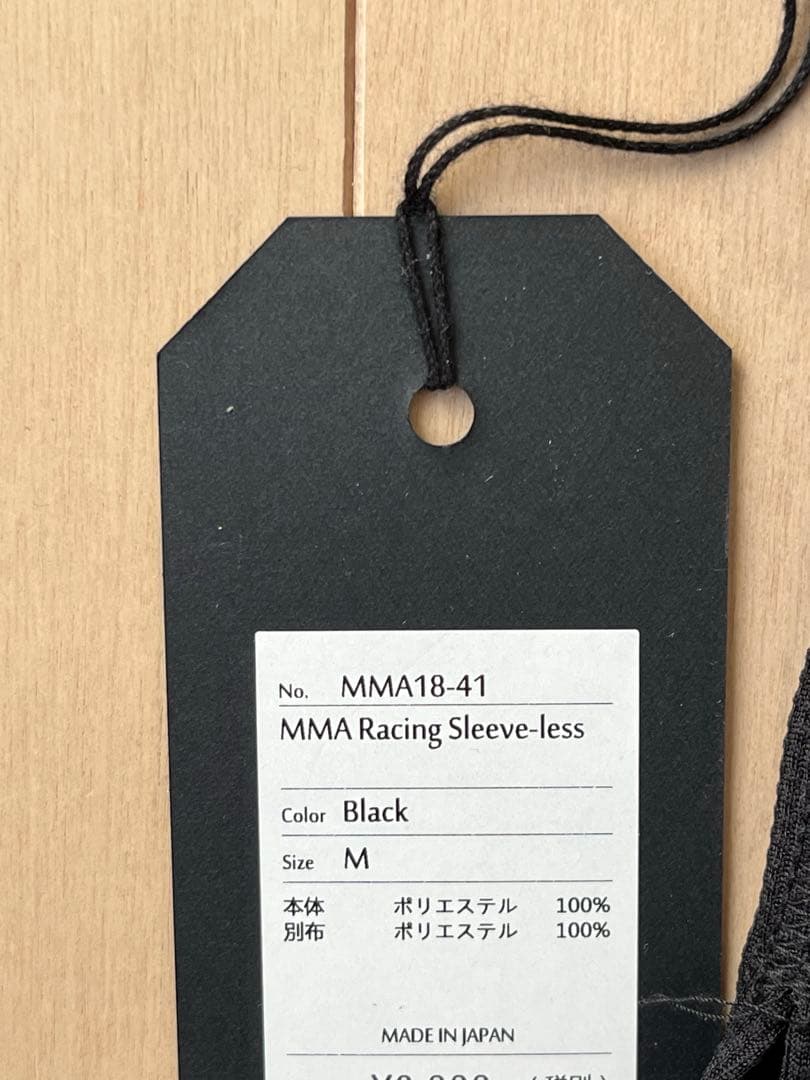 No. MMA18-41
MMA Racing Sleeve-less
Color Black
Size M
本体 ポリエステル 100%
別布 ポリエステル 100%
MADE IN JAPAN